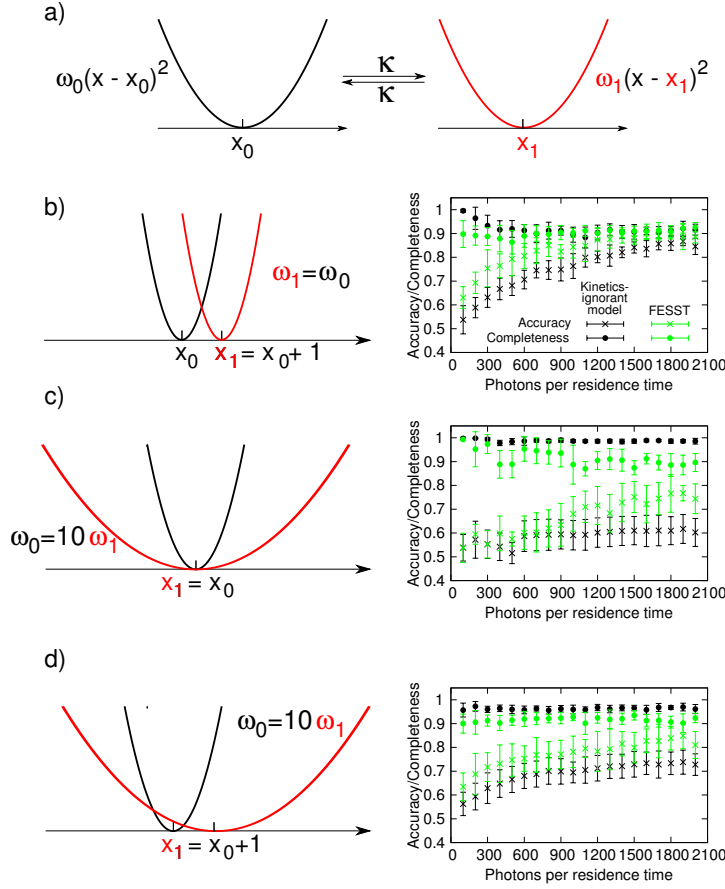 a)
ω₀(x - x₀)²
κ
κ
ω₁(x - x₁)²
x₀
x₁
b)
ω₁=ω₀
x₀
x₁ = x₀+ 1
Accuracy/Completeness
1
0.9
0.8
0.7
0.6
0.5
0.4
Kinetics-
ignorant
model
FESST
Accuracy
Completeness
0 300 600 900 1200 1500 1800 2100
Photons per residence time
c)
ω₀=10ω₁
x₁ = x₀
Accuracy/Completeness
1
0.9
0.8
0.7
0.6
0.5
0.4
0 300 600 900 1200 1500 1800 2100
Photons per residence time
d)
ω₀=10ω₁
x₁ = x₀+1
Accuracy/Completeness
1
0.9
0.8
0.7
0.6
0.5
0.4
0 300 600 900 1200 1500 1800 2100
Photons per residence time